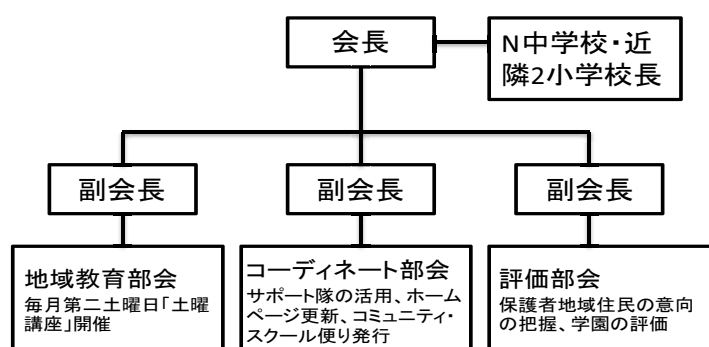 会長
N中学校・近
隣2小学校長
副会長
副会長
副会長
地域教育部会
毎月第二土曜日「土曜
講座」開催
コーディネート部会
サポート隊の活用、ホーム
ページ更新、コミュニティ・
スクール便り発行
評価部会
保護者地域住民の意向
の把握、学園の評価